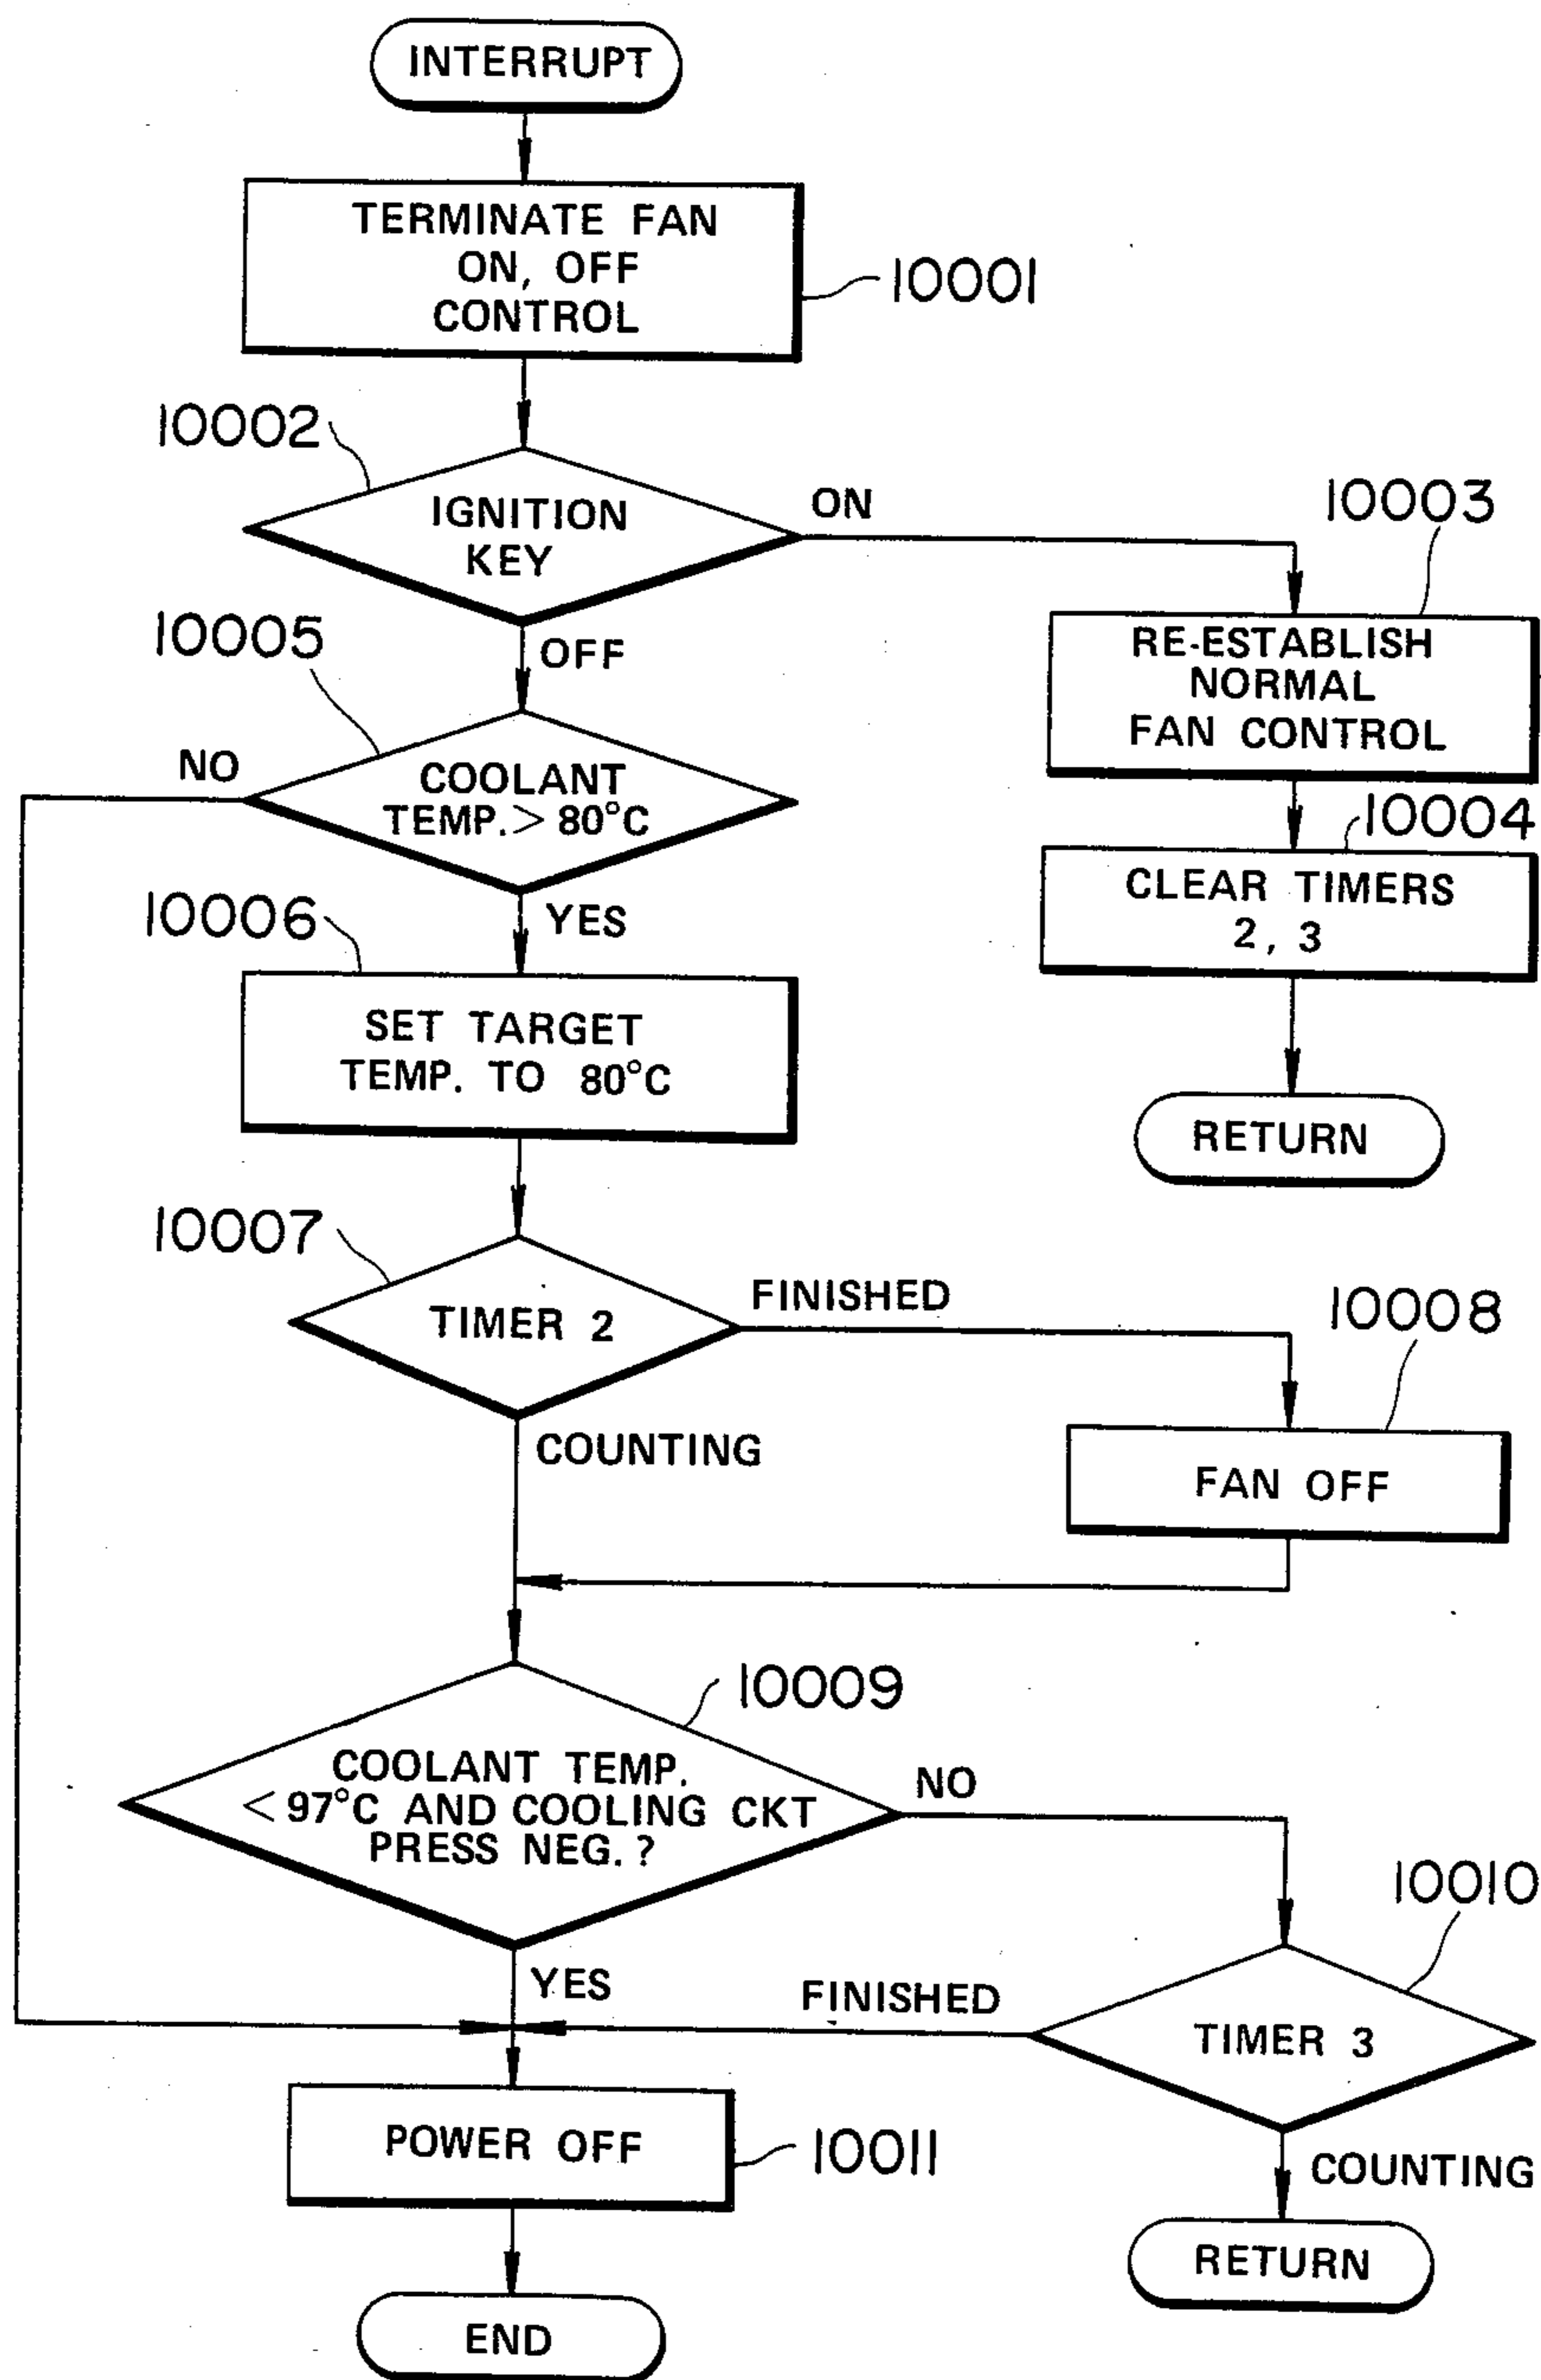 INTERRUPT
TERMINATE FAN
ON, OFF
CONTROL
10001
10002
IGNITION
KEY
ON
10003
RE-ESTABLISH
NORMAL
FAN CONTROL
10005
OFF
NO
COOLANT
TEMP. > 80°C
10004
CLEAR TIMERS
2, 3
10006
YES
SET TARGET
TEMP. TO 80°C
RETURN
10007
TIMER 2
FINISHED
10008
COUNTING
FAN OFF
10009
COOLANT TEMP.
< 97°C AND COOLING CKT
PRESS NEG. ?
NO
10010
YES
FINISHED
TIMER 3
POWER OFF
10011
COUNTING
RETURN
END